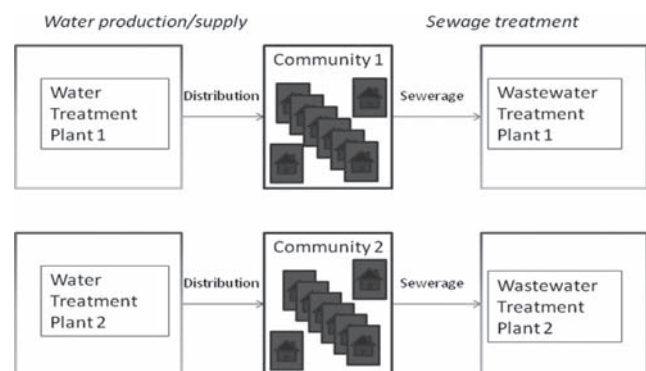 Water production/supply
Sewage treatment
Community 1
Water
Treatment
Plant 1
Distribution
Sewerage
Wastewater
Treatment
Plant 1
Community 2
Water
Treatment
Plant 2
Distribution
Sewerage
Wastewater
Treatment
Plant 2